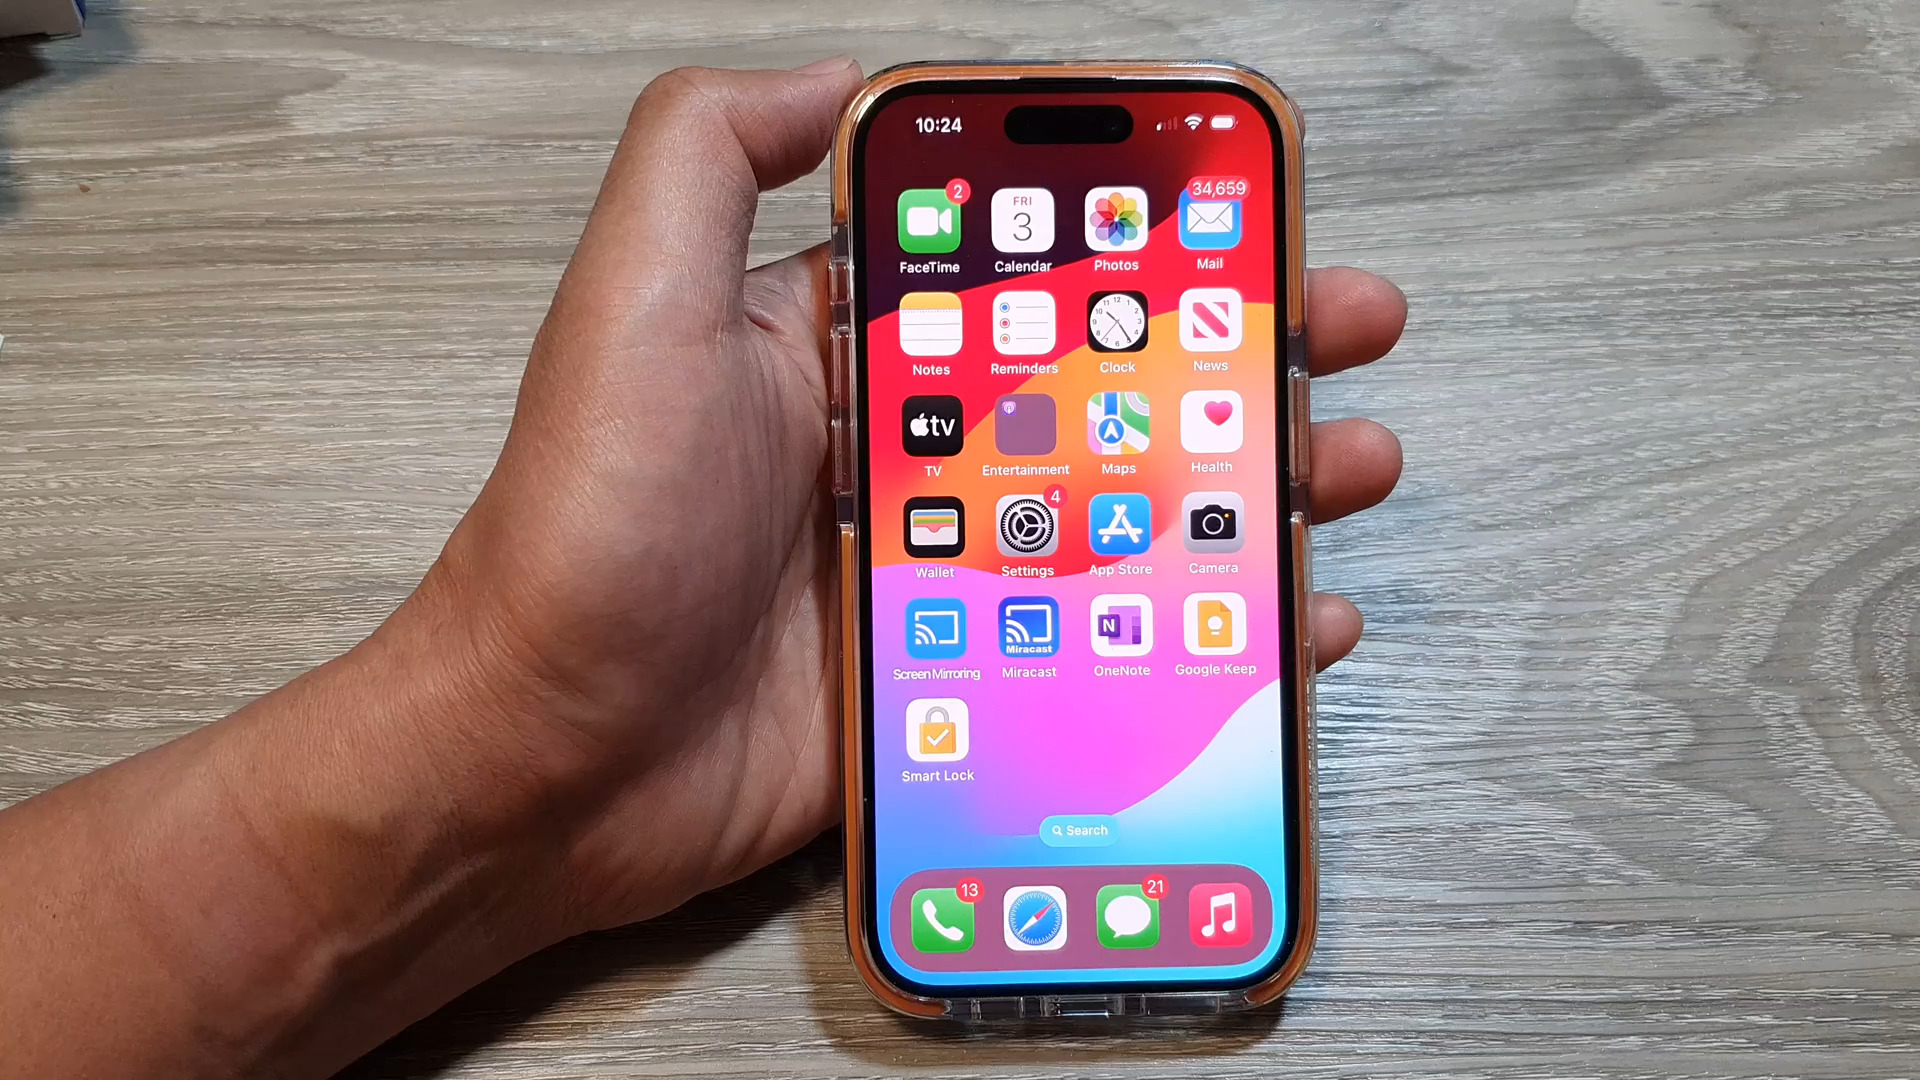 10:24
2
34,659
FRI
3
FaceTime
Calendar
Photos
Mail
Notes
Reminders
Clock
News
tv
TV
Entertainment
Maps
Health
4
Wallet
Settings
App Store
Camera
Miracast
N
Screen Mirroring
Miracast
OneNote
Google Keep
Smart Lock
Search
13
21